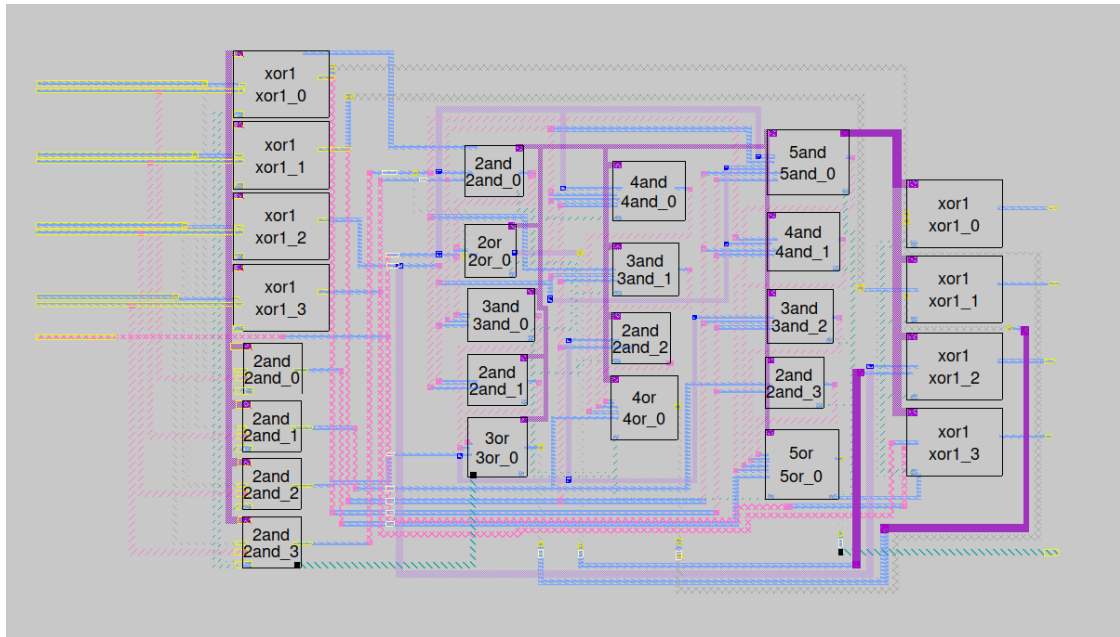 xor1
xor1_0
xor1
xor1_1
xor1
xor1_2
xor1
xor1_3
2and
2and_0
2and
2and_1
2and
2and_2
2and
2and_3
2and
2and_0
2or
2or_0
3and
3and_0
2and
2and_1
3or
3or_0
4and
4and_0
3and
3and_1
2and
2and_2
4or
4or_0
5and
5and_0
4and
4and_1
3and
3and_2
2and
2and_3
5or
5or_0
xor1
xor1_0
xor1
xor1_1
xor1
xor1_2
xor1
xor1_3